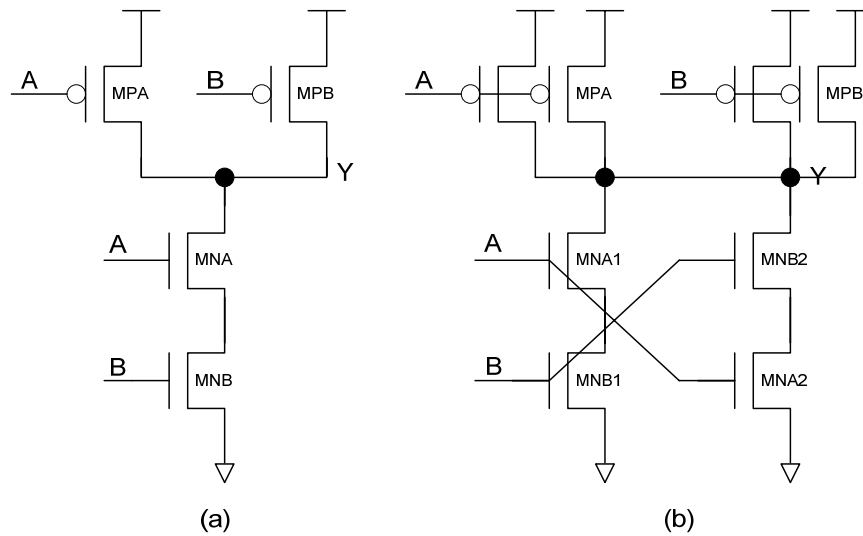 A MPA B MPB A MPA B MPB
Y Y
A MNA A MNA1 MNB2
B MNB B MNB1 MNA2
(a) (b)